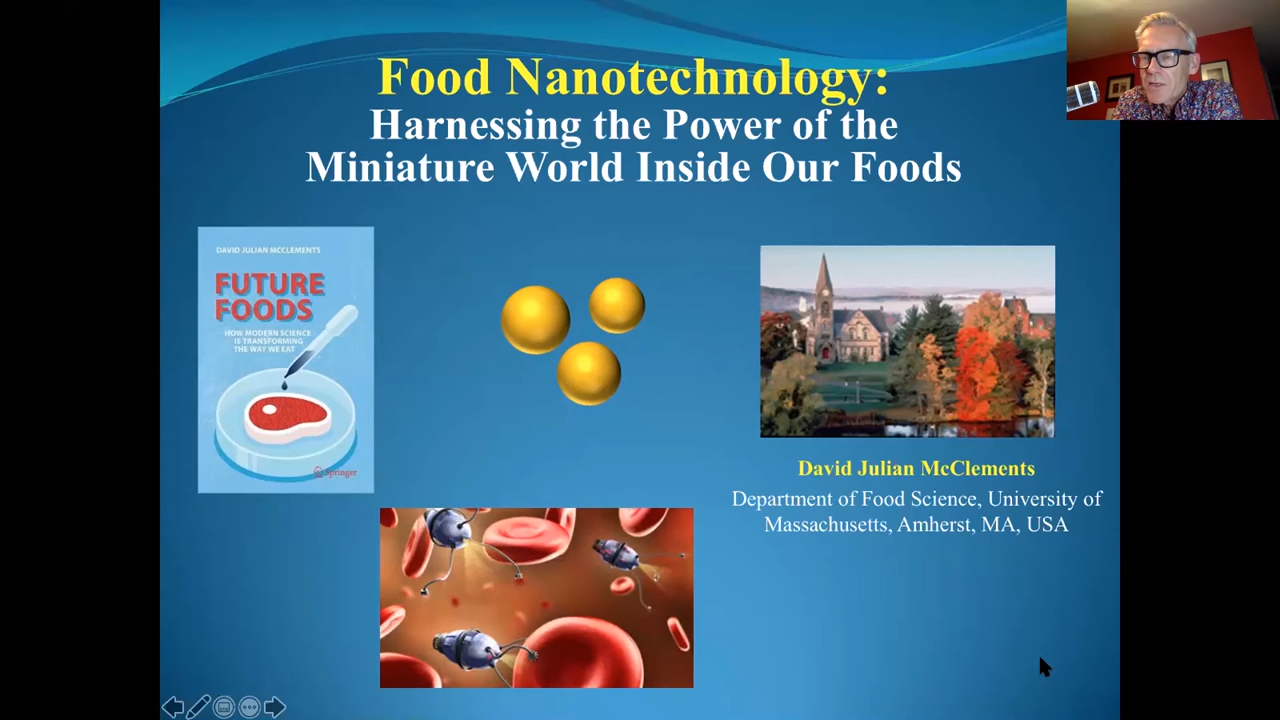 Food Nanotechnology:
Harnessing the Power of the
Miniature World Inside Our Foods
DAVID JULIAN MCCLEMENTS
FUTURE
FOODS
HOW MODERN SCIENCE
IS TRANSFORMING
THE WAY WE EAT
Springer
David Julian McClements
Department of Food Science, University of
Massachusetts, Amherst, MA, USA